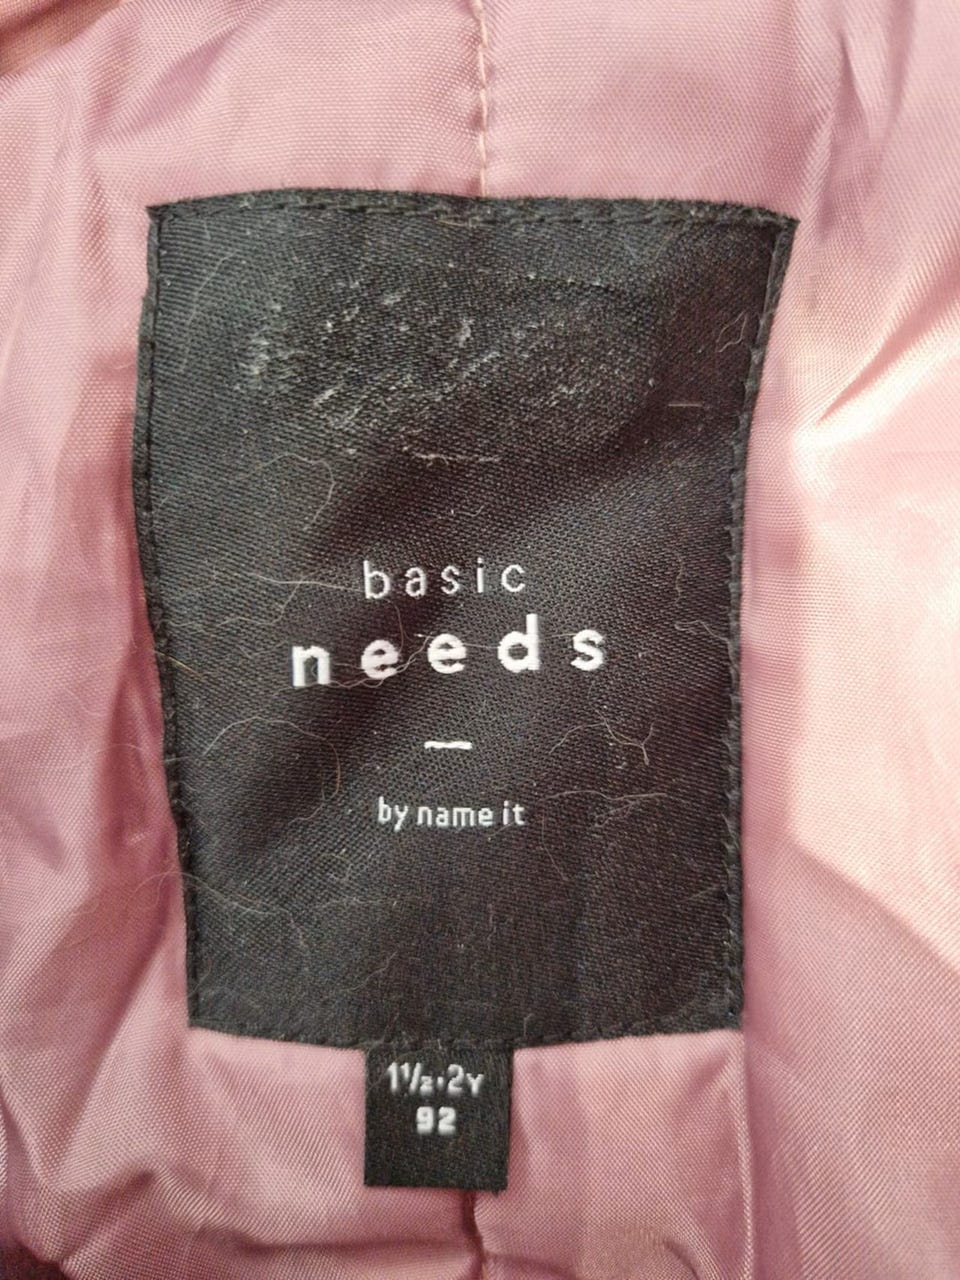 basic
needs
by name it
1½-2Y
92